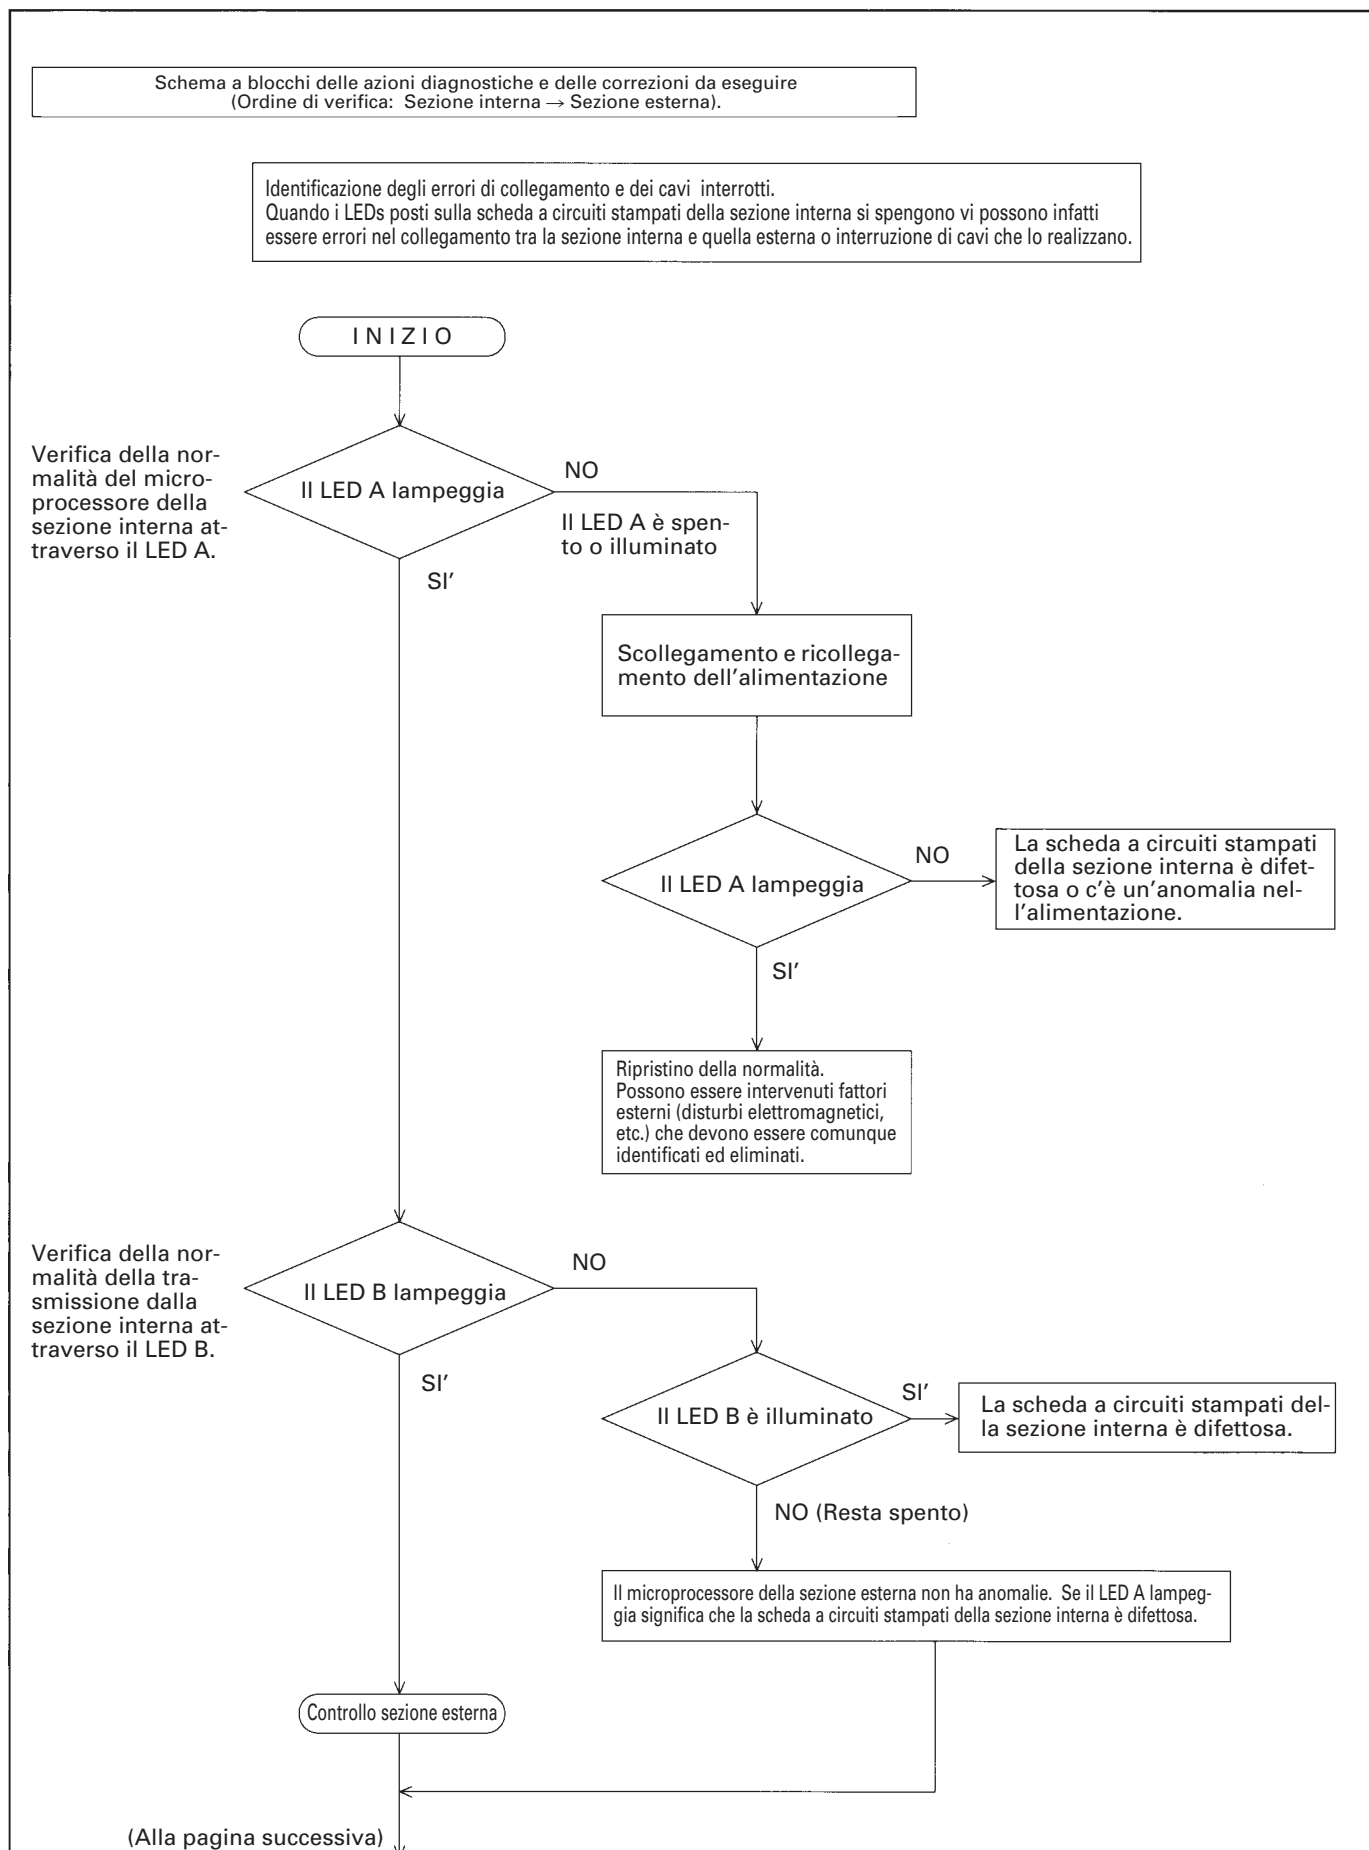 Schema a blocchi delle azioni diagnostiche e delle correzioni da eseguire
(Ordine di verifica: Sezione interna → Sezione esterna).
Identificazione degli errori di collegamento e dei cavi interrotti.
Quando i LEDs posti sulla scheda a circuiti stampati della sezione interna si spengono vi possono infatti
essere errori nel collegamento tra la sezione interna e quella esterna o interruzione di cavi che lo realizzano.
INIZIO
Verifica della nor-
malità del micro-
processore della
sezione interna at-
traverso il LED A.
Il LED A lampeggia
NO
Il LED A è spen-
to o illuminato
SI'
Scollegamento e ricollega-
mento dell'alimentazione
Il LED A lampeggia
NO
La scheda a circuiti stampati
della sezione interna è difet-
tosa o c'è un'anomalia nel-
l'alimentazione.
SI'
Ripristino della normalità.
Possono essere intervenuti fattori
esterni (disturbi elettromagnetici,
etc.) che devono essere comunque
identificati ed eliminati.
Verifica della nor-
malità della tra-
smissione dalla
sezione interna at-
traverso il LED B.
Il LED B lampeggia
NO
SI'
Il LED B è illuminato
SI'
La scheda a circuiti stampati del-
la sezione interna è difettosa.
NO (Resta spento)
Il microprocessore della sezione esterna non ha anomalie. Se il LED A lampeg-
gia significa che la scheda a circuiti stampati della sezione interna è difettosa.
Controllo sezione esterna
(Alla pagina successiva)